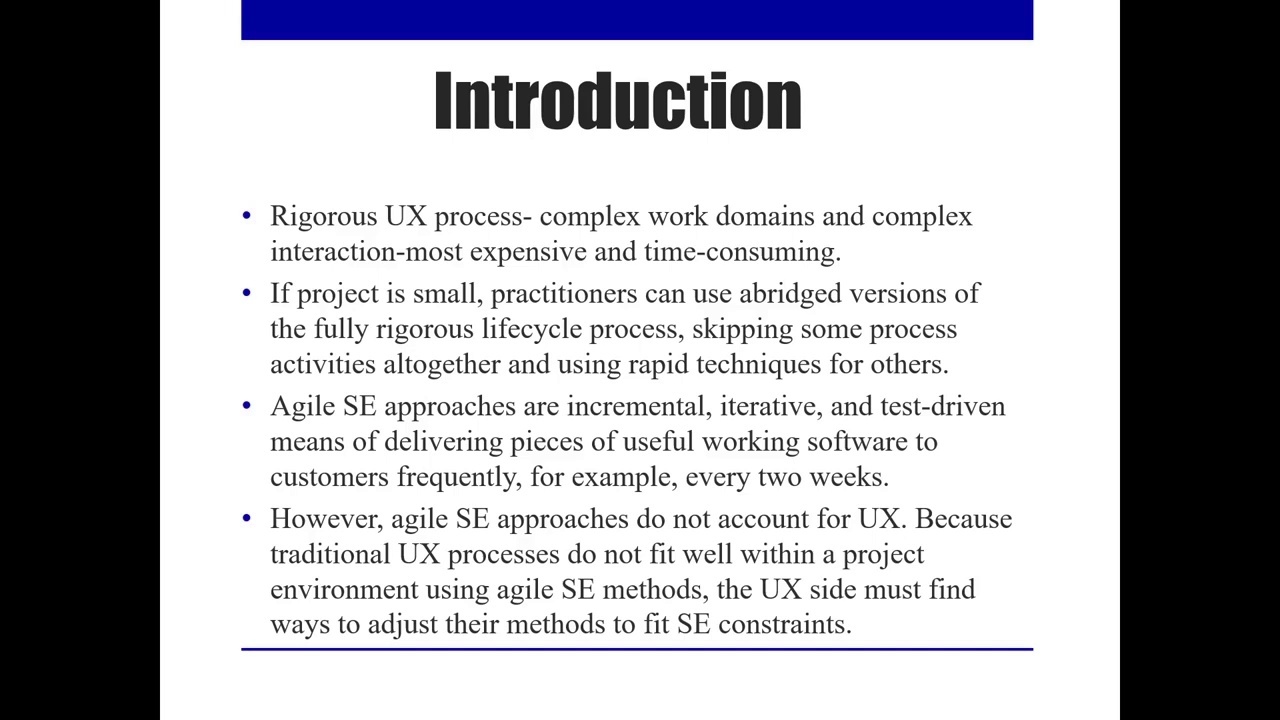 Introduction
• Rigorous UX process- complex work domains and complex
interaction-most expensive and time-consuming.
• If project is small, practitioners can use abridged versions of
the fully rigorous lifecycle process, skipping some process
activities altogether and using rapid techniques for others.
• Agile SE approaches are incremental, iterative, and test-driven
means of delivering pieces of useful working software to
customers frequently, for example, every two weeks.
• However, agile SE approaches do not account for UX. Because
traditional UX processes do not fit well within a project
environment using agile SE methods, the UX side must find
ways to adjust their methods to fit SE constraints.